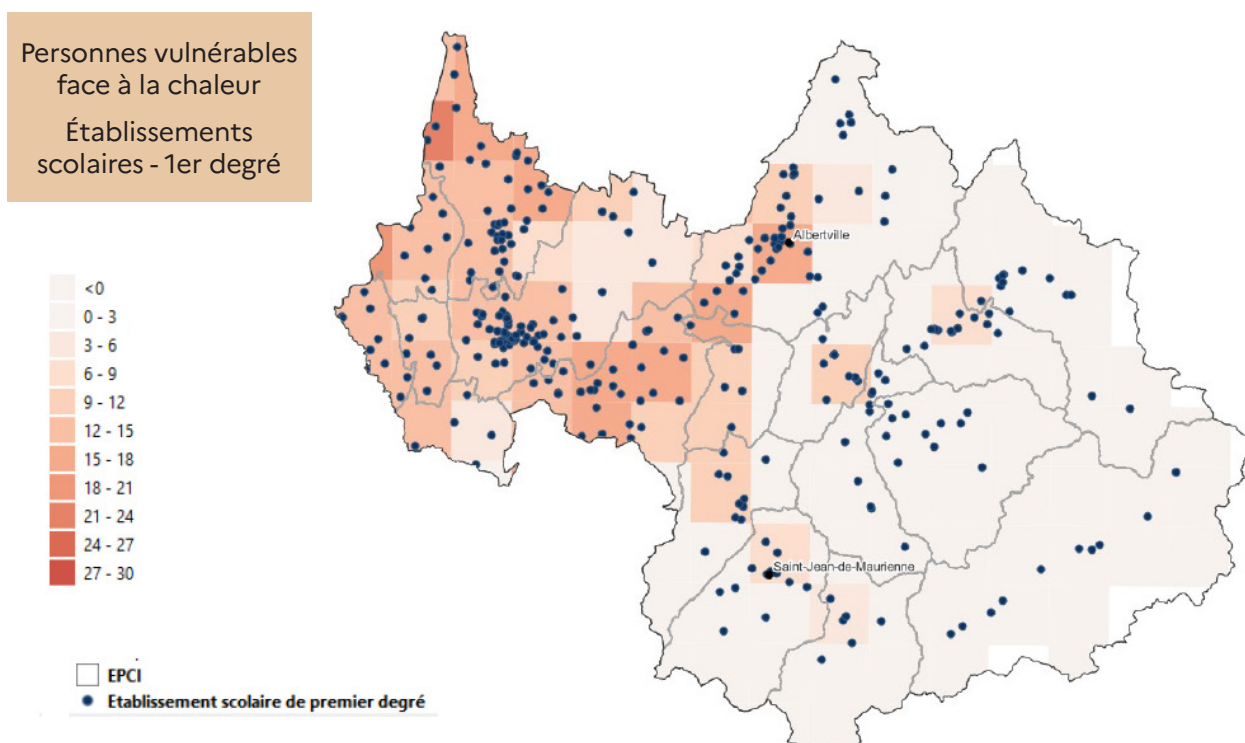 Personnes vulnérables
face à la chaleur
Établissements
scolaires - 1er degré
Albertville
<0
0 - 3
3 - 6
6 - 9
9 - 12
12 - 15
15 - 18
18 - 21
21 - 24
24 - 27
27 - 30
Saint-Jean-de-Maurienne
EPCI
Etablissement scolaire de premier degré